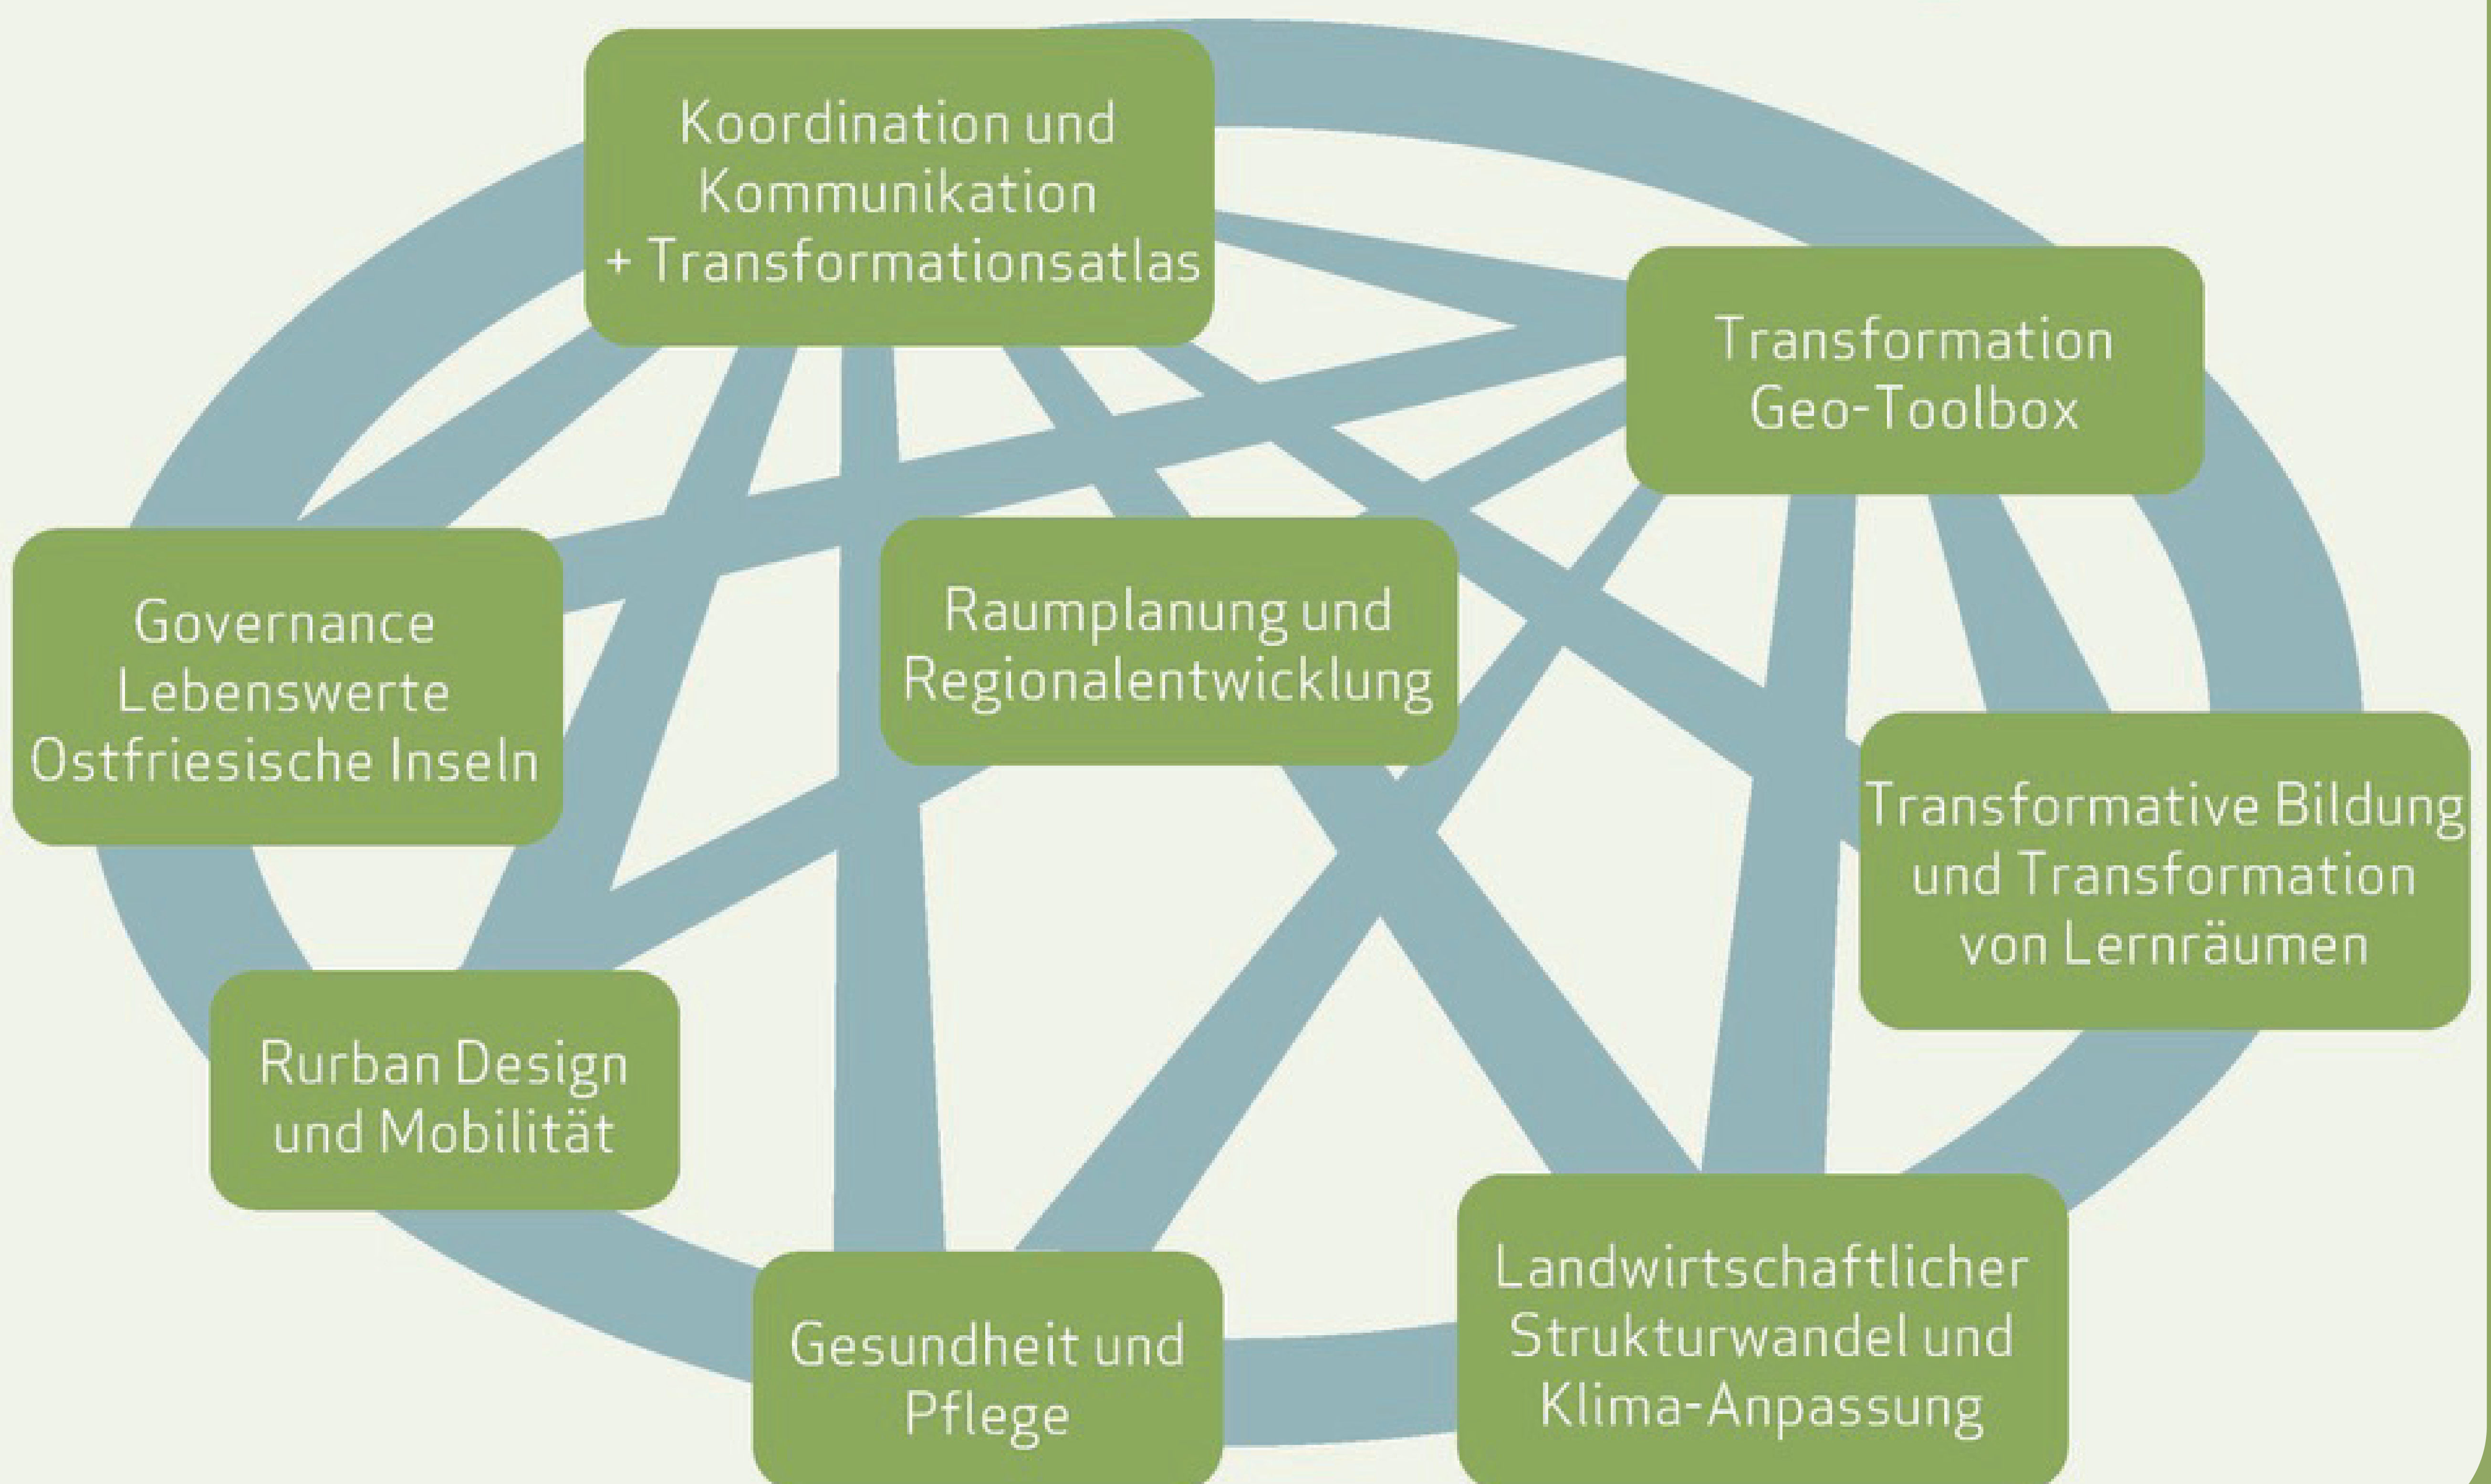 Koordination und
Kommunikation
+ Transformationsatlas
Transformation
Geo-Toolbox
Governance
Lebenswerte
Ostfriesische Inseln
Raumplanung und
Regionalentwicklung
Transformative Bildung
und Transformation
von Lernräumen
Rurban Design
und Mobilität
Gesundheit und
Pflege
Landwirtschaftlicher
Strukturwandel und
Klima-Anpassung